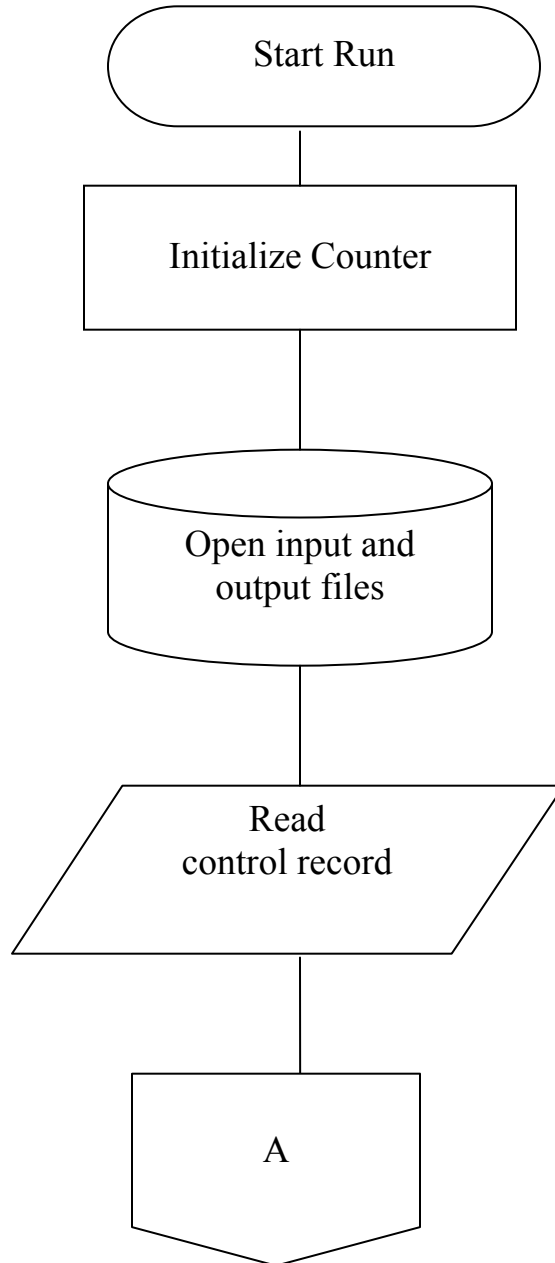 Start Run
Initialize Counter
Open input and
output files
Read
control record
A